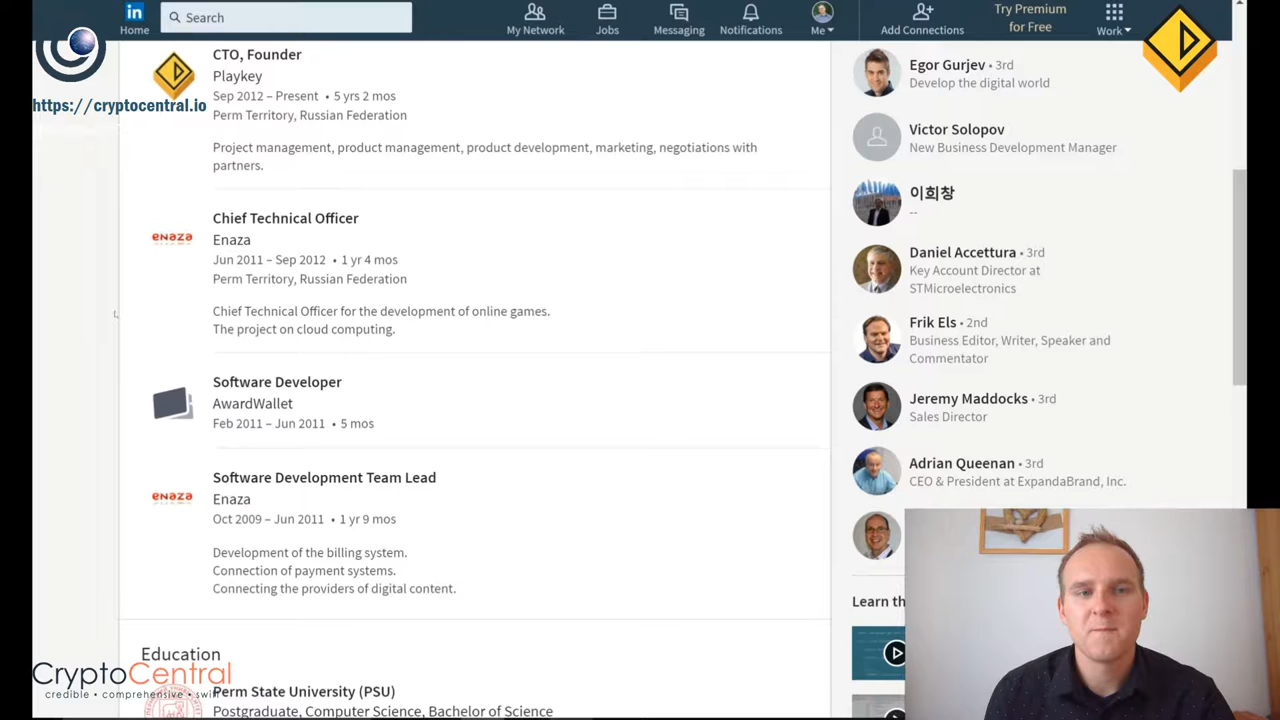 Home
Search
My Network
Jobs
Messaging
Notifications
Me
Add Connections
Try Premium
for Free
Work
https://cryptocentral.io
CTO, Founder
Playkey
Sep 2012 – Present • 5 yrs 2 mos
Perm Territory, Russian Federation
Project management, product management, product development, marketing, negotiations with
partners.
enaza
Chief Technical Officer
Enaza
Jun 2011 – Sep 2012 • 1 yr 4 mos
Perm Territory, Russian Federation
Chief Technical Officer for the development of online games.
The project on cloud computing.
Software Developer
AwardWallet
Feb 2011 – Jun 2011 • 5 mos
enaza
Software Development Team Lead
Enaza
Oct 2009 – Jun 2011 • 1 yr 9 mos
Development of the billing system.
Connection of payment systems.
Connecting the providers of digital content.
Education
Perm State University (PSU)
Postgraduate, Computer Science, Bachelor of Science
CryptoCentral
credible • comprehensive • swi
Egor Gurjev • 3rd
Develop the digital world
Victor Solopov
New Business Development Manager
이희창
--
Daniel Accettura • 3rd
Key Account Director at
STMicroelectronics
Frik Els • 2nd
Business Editor, Writer, Speaker and
Commentator
Jeremy Maddocks • 3rd
Sales Director
Adrian Queenan • 3rd
CEO & President at ExpandaBrand, Inc.
Learn th